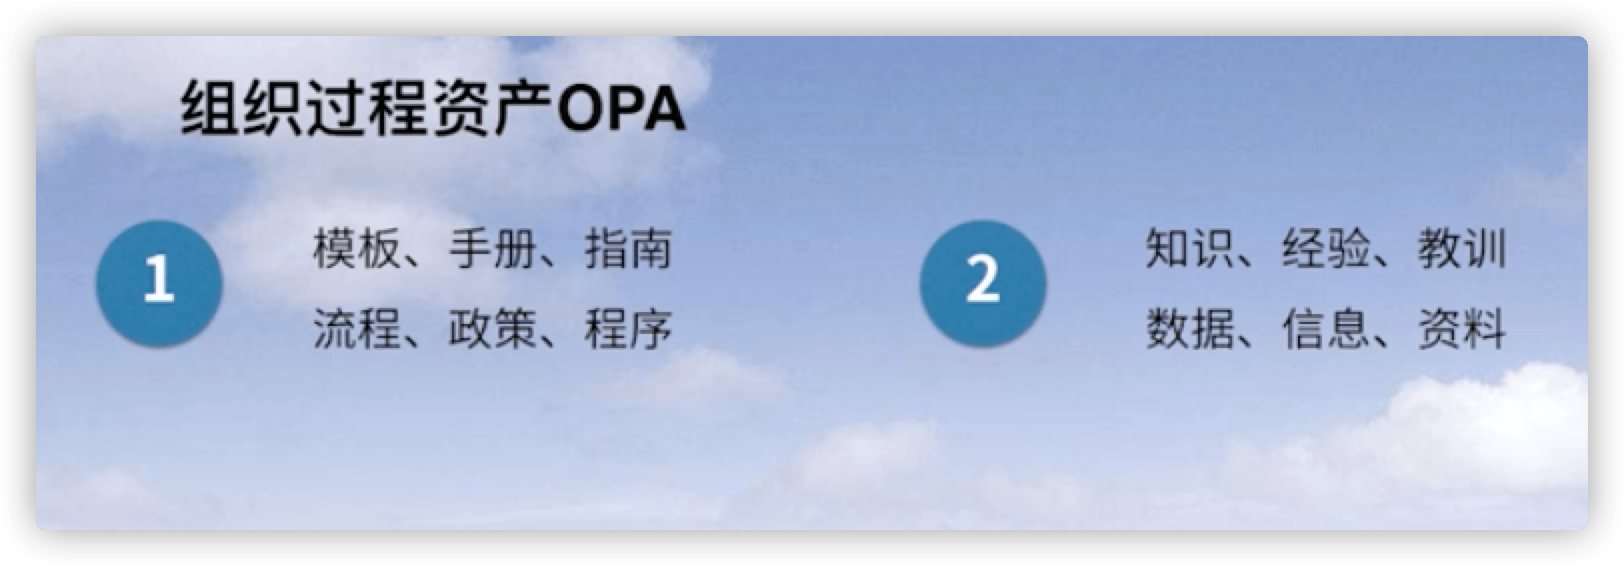 组织过程资产OPA
1
模板、手册、指南
流程、政策、程序
2
知识、经验、教训
数据、信息、资料